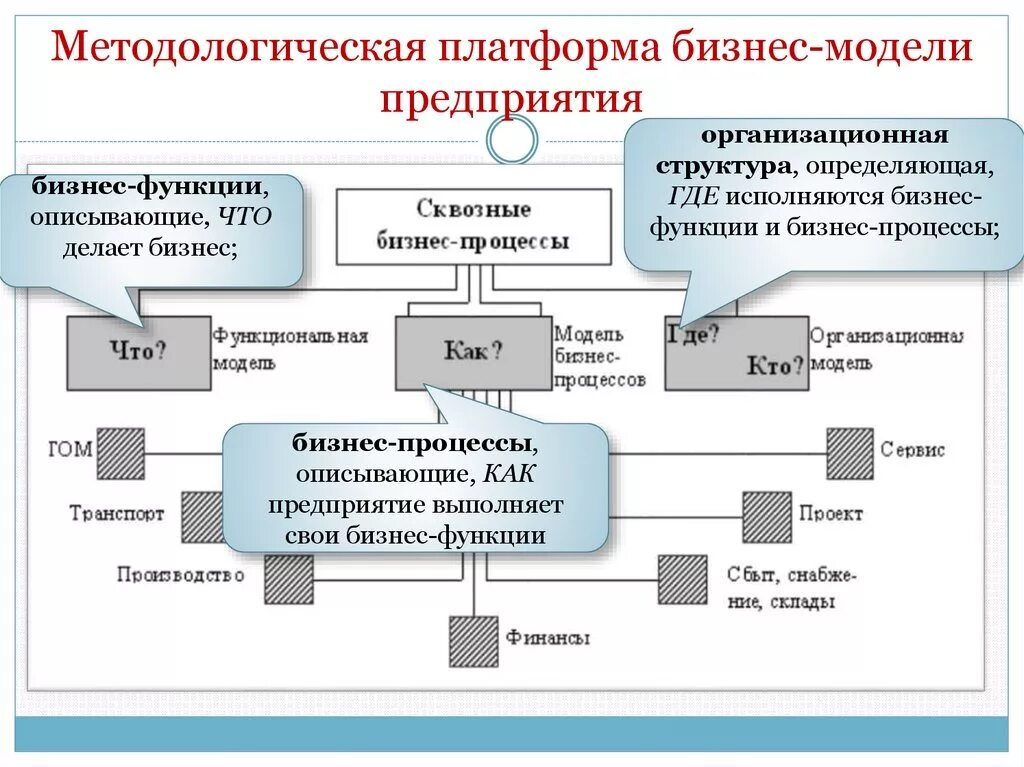 Методологическая платформа бизнес-модели
предприятия
бизнес-функции,
описывающие, ЧТО
делает бизнес;
Сквозные
бизнес-процессы
организационная
структура, определяющая,
ГДЕ исполняются бизнес-
функции и бизнес-процессы;
Что?
Функциональная
модель
Как?
Модель
бизнес-
процессов
Где?
Кто?
Организационная
модель
бизнес-процессы,
описывающие, КАК
предприятие выполняет
свои бизнес-функции
ГОМ
Сервис
Транспорт
Проект
Производство
Сбыт, снабже-
ние, склады
Финансы